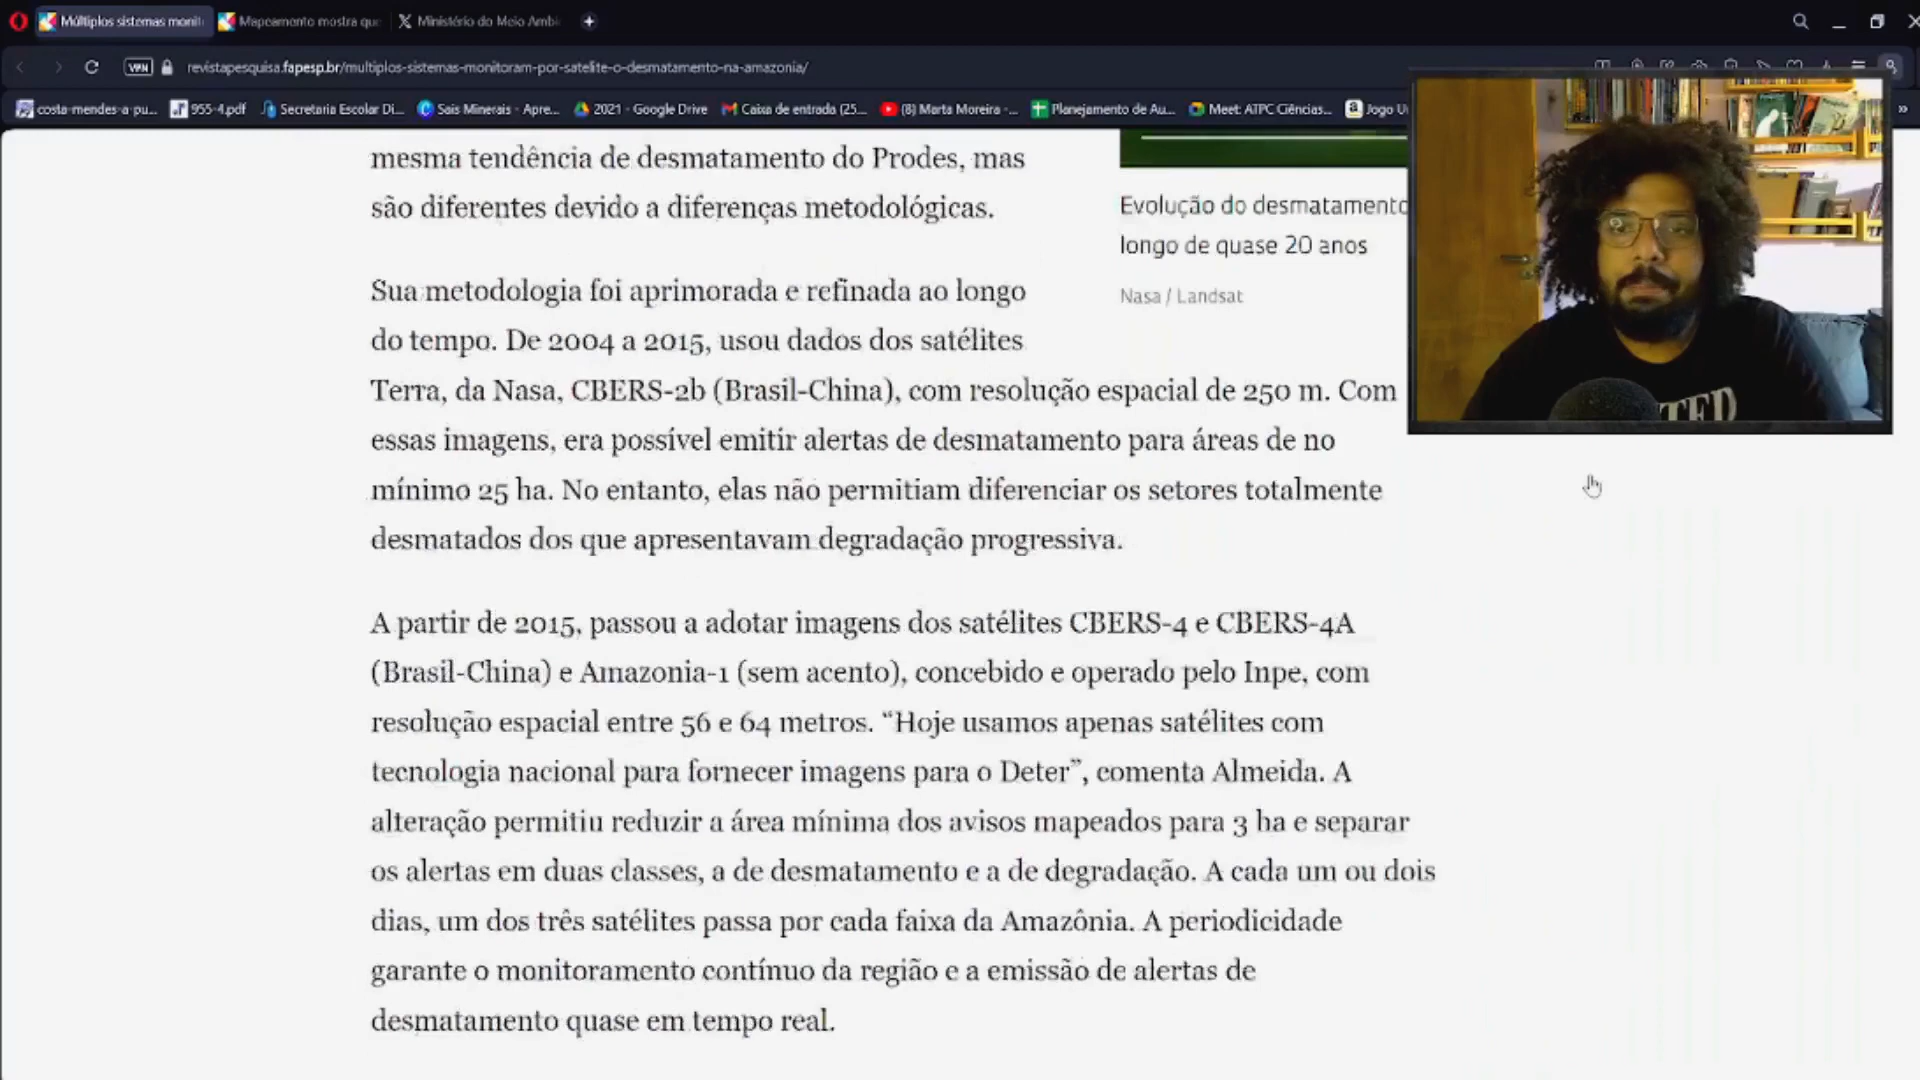 Múltiplos sistemas monit
Mapeamento mostra que
Ministério do Meio Ambi
VPN
revistapesquisa.fapesp.br/multiplos-sistemas-monitoram-por-satelite-o-desmatamento-na-amazonia/
costa-mendes-a-pu...
955-4.pdf
Secretaria Escolar Di...
Sais Minerais - Apre...
2021 - Google Drive
Caixa de entrada (25...
(8) Marta Moreira -...
Planejamento de Au...
Meet: ATPC Ciências...
Jogo U
»
mesma tendência de desmatamento do Prodes, mas
são diferentes devido a diferenças metodológicas.
Evolução do desmatamento
longo de quase 20 anos
Nasa / Landsat
Sua metodologia foi aprimorada e refinada ao longo
do tempo. De 2004 a 2015, usou dados dos satélites
Terra, da Nasa, CBERS-2b (Brasil-China), com resolução espacial de 250 m. Com
essas imagens, era possível emitir alertas de desmatamento para áreas de no
mínimo 25 ha. No entanto, elas não permitiam diferenciar os setores totalmente
desmatados dos que apresentavam degradação progressiva.
A partir de 2015, passou a adotar imagens dos satélites CBERS-4 e CBERS-4A
(Brasil-China) e Amazonia-1 (sem acento), concebido e operado pelo Inpe, com
resolução espacial entre 56 e 64 metros. “Hoje usamos apenas satélites com
tecnologia nacional para fornecer imagens para o Deter”, comenta Almeida. A
alteração permitiu reduzir a área mínima dos avisos mapeados para 3 ha e separar
os alertas em duas classes, a de desmatamento e a de degradação. A cada um ou dois
dias, um dos três satélites passa por cada faixa da Amazônia. A periodicidade
garante o monitoramento contínuo da região e a emissão de alertas de
desmatamento quase em tempo real.